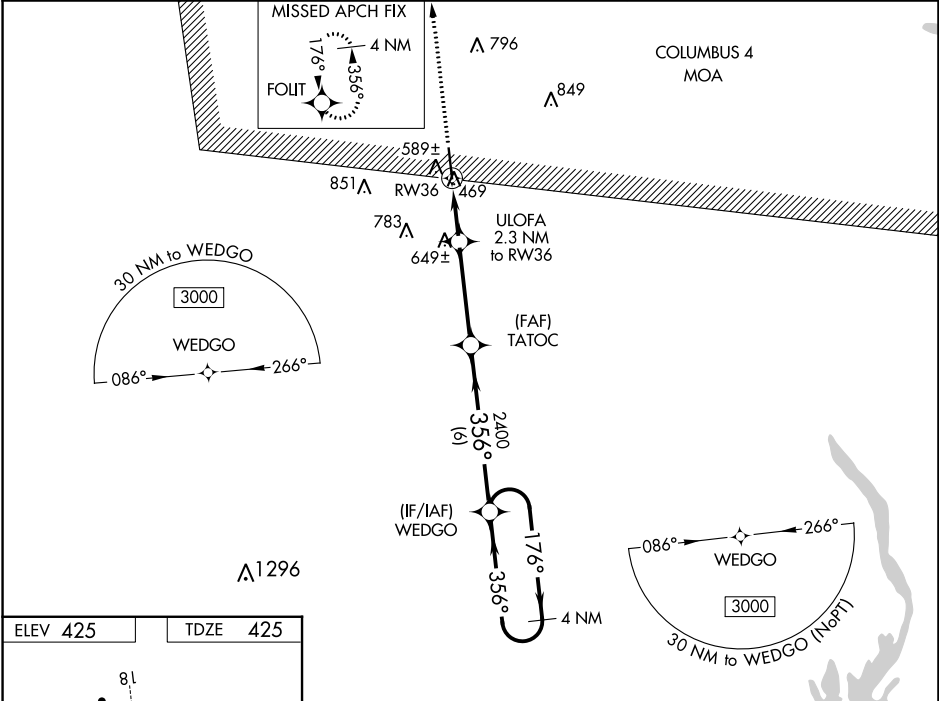 MISSED APCH FIX
4 NM
176°
356°
FOLIT
796
849
COLUMBUS 4
MOA
589±
851
RW36
469
783
649±
ULOFA
2.3 NM
to RW36
30 NM to WEDGO
3000
WEDGO
086°
266°
(FAF)
TATOC
2400
356°
(6)
(IF/IAF)
WEDGO
176°
356°
4 NM
086°
266°
WEDGO
3000
30 NM to WEDGO (NoPT)
1296
ELEV 425
TDZE 425
18